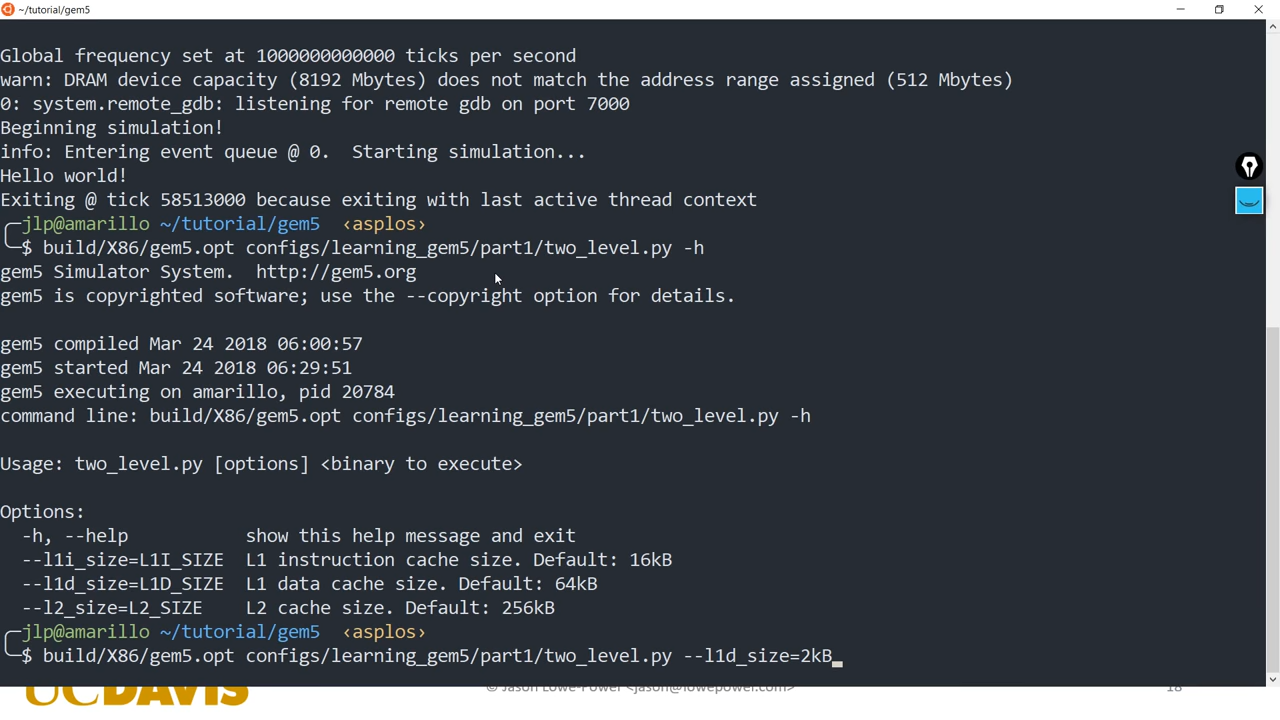 ~/tutorial/gem5
Global frequency set at 1000000000000 ticks per second
warn: DRAM device capacity (8192 Mbytes) does not match the address range assigned (512 Mbytes)
0: system.remote_gdb: listening for remote gdb on port 7000
Beginning simulation!
info: Entering event queue @ 0.  Starting simulation...
Hello world!
Exiting @ tick 58513000 because exiting with last active thread context
jlp@amarillo ~/tutorial/gem5  ‹asplos›
$ build/X86/gem5.opt configs/learning_gem5/part1/two_level.py -h
gem5 Simulator System.  http://gem5.org
gem5 is copyrighted software; use the --copyright option for details.
gem5 compiled Mar 24 2018 06:00:57
gem5 started Mar 24 2018 06:29:51
gem5 executing on amarillo, pid 20784
command line: build/X86/gem5.opt configs/learning_gem5/part1/two_level.py -h
Usage: two_level.py [options] <binary to execute>
Options:
-h, --help           show this help message and exit
--l1i_size=L1I_SIZE  L1 instruction cache size. Default: 16kB
--l1d_size=L1D_SIZE  L1 data cache size. Default: 64kB
--l2_size=L2_SIZE    L2 cache size. Default: 256kB
jlp@amarillo ~/tutorial/gem5  ‹asplos›
$ build/X86/gem5.opt configs/learning_gem5/part1/two_level.py --l1d_size=2kB
UCDAVIS
© Jason Lowe-Power <jason@lowepower.com>
18